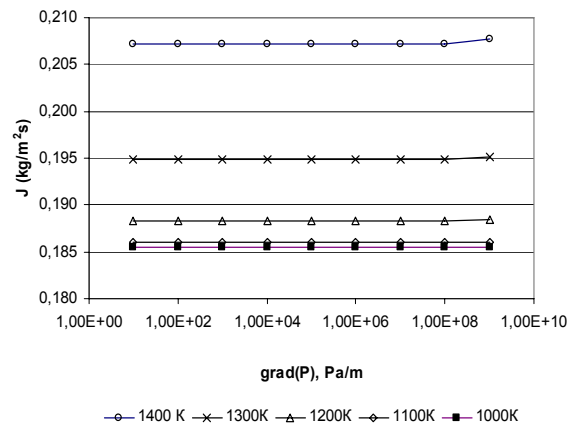 0,210
0,205
0,200
0,195
0,190
0,185
0,180
J (kg/m²s)
1,00E+00 1,00E+02 1,00E+04 1,00E+06 1,00E+08 1,00E+10
grad(P), Pa/m
1400 K 1300K 1200K 1100K 1000K